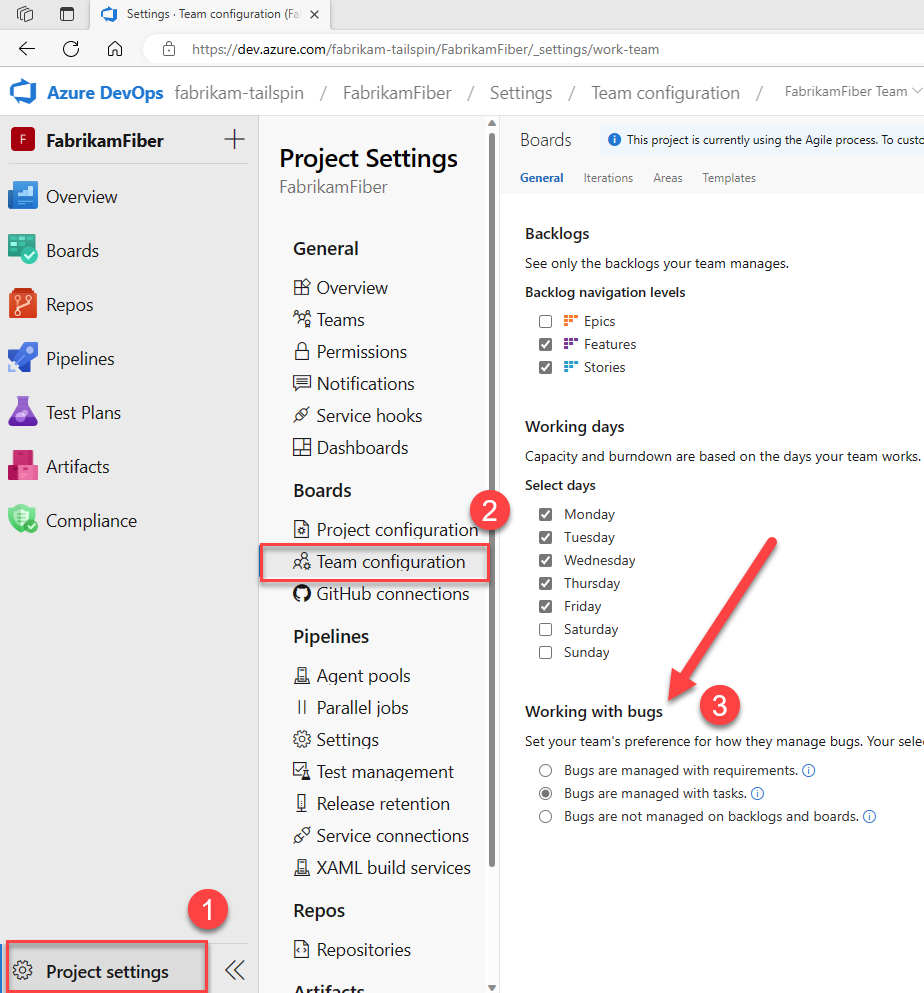 Settings · Team configuration (Fa
https://dev.azure.com/fabrikam-tailspin/FabrikamFiber/_settings/work-team
Azure DevOps fabrikam-tailspin / FabrikamFiber / Settings / Team configuration / FabrikamFiber Team
F FabrikamFiber
Overview
Boards
Repos
Pipelines
Test Plans
Artifacts
Compliance
1
Project settings
Project Settings
FabrikamFiber
General
Overview
Teams
Permissions
Notifications
Service hooks
Dashboards
Boards
2
Project configuration
Team configuration
GitHub connections
Pipelines
Agent pools
Parallel jobs
Settings
Test management
Release retention
Service connections
XAML build services
Repos
Repositories
Artifacts
Boards
This project is currently using the Agile process. To custo
General Iterations Areas Templates
Backlogs
See only the backlogs your team manages.
Backlog navigation levels
Epics
Features
Stories
Working days
Capacity and burndown are based on the days your team works.
Select days
Monday
Tuesday
Wednesday
Thursday
Friday
Saturday
Sunday
Working with bugs
3
Set your team's preference for how they manage bugs. Your sele
Bugs are managed with requirements.
Bugs are managed with tasks.
Bugs are not managed on backlogs and boards.